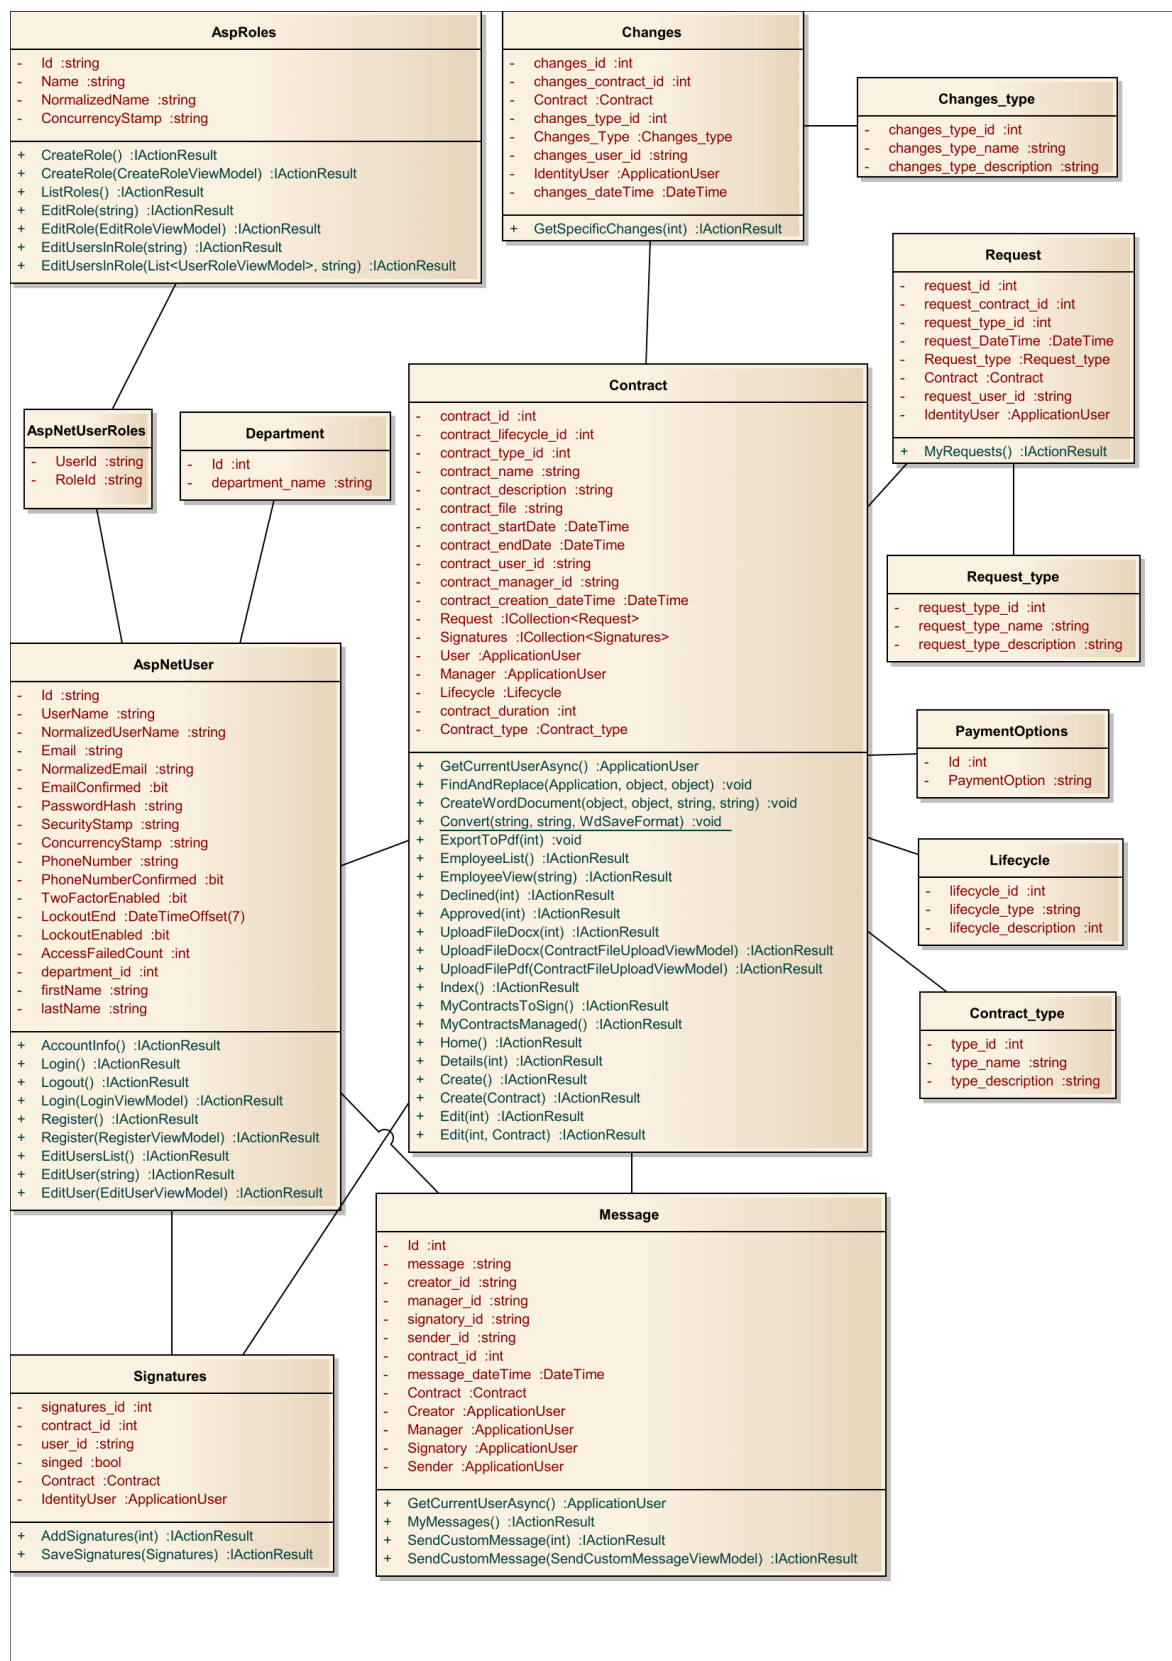 AspRoles
- Id :string
- Name :string
- NormalizedName :string
- ConcurrencyStamp :string
+ CreateRole() :IActionResult
+ CreateRole(CreateRoleViewModel) :IActionResult
+ ListRoles() :IActionResult
+ EditRole(string) :IActionResult
+ EditRole(EditRoleViewModel) :IActionResult
+ EditUsersInRole(string) :IActionResult
+ EditUsersInRole(List<UserRoleViewModel>, string) :IActionResult
Changes
- changes_id :int
- changes_contract_id :int
- Contract :Contract
- changes_type_id :int
- Changes_Type :Changes_type
- changes_user_id :string
- IdentityUser :ApplicationUser
- changes_dateTime :DateTime
+ GetSpecificChanges(int) :IActionResult
Changes_type
- changes_type_id :int
- changes_type_name :string
- changes_type_description :string
Request
- request_id :int
- request_contract_id :int
- request_type_id :int
- request_DateTime :DateTime
- Request_type :Request_type
- Contract :Contract
- request_user_id :string
- IdentityUser :ApplicationUser
+ MyRequests() :IActionResult
AspNetUserRoles
- UserId :string
- RoleId :string
Department
- Id :int
- department_name :string
Contract
- contract_id :int
- contract_lifecycle_id :int
- contract_type_id :int
- contract_name :string
- contract_description :string
- contract_file :string
- contract_startDate :DateTime
- contract_endDate :DateTime
- contract_user_id :string
- contract_manager_id :string
- contract_creation_dateTime :DateTime
- Request :ICollection<Request>
- Signatures :ICollection<Signatures>
- User :ApplicationUser
- Manager :ApplicationUser
- Lifecycle :Lifecycle
- contract_duration :int
- Contract_type :Contract_type
+ GetCurrentUserAsync() :ApplicationUser
+ FindAndReplace(Application, object, object) :void
+ CreateWordDocument(object, object, string, string) :void
+ Convert(string, string, WdSaveFormat) :void
+ ExportToPdf(int) :void
+ EmployeeList() :IActionResult
+ EmployeeView(string) :IActionResult
+ Declined(int) :IActionResult
+ Approved(int) :IActionResult
+ UploadFileDocx(int) :IActionResult
+ UploadFileDocx(ContractFileUploadViewModel) :IActionResult
+ UploadFilePdf(ContractFileUploadViewModel) :IActionResult
+ Index() :IActionResult
+ MyContractsToSign() :IActionResult
+ MyContractsManaged() :IActionResult
+ Home() :IActionResult
+ Details(int) :IActionResult
+ Create() :IActionResult
+ Create(Contract) :IActionResult
+ Edit(int) :IActionResult
+ Edit(int, Contract) :IActionResult
Request_type
- request_type_id :int
- request_type_name :string
- request_type_description :string
AspNetUser
- Id :string
- UserName :string
- NormalizedUserName :string
- Email :string
- NormalizedEmail :string
- EmailConfirmed :bit
- PasswordHash :string
- SecurityStamp :string
- ConcurrencyStamp :string
- PhoneNumber :string
- PhoneNumberConfirmed :bit
- TwoFactorEnabled :bit
- LockoutEnd :DateTimeOffset(7)
- LockoutEnabled :bit
- AccessFailedCount :int
- department_id :int
- firstName :string
- lastName :string
+ AccountInfo() :IActionResult
+ Login() :IActionResult
+ Logout() :IActionResult
+ Login(LoginViewModel) :IActionResult
+ Register() :IActionResult
+ Register(RegisterViewModel) :IActionResult
+ EditUsersList() :IActionResult
+ EditUser(string) :IActionResult
+ EditUser(EditUserViewModel) :IActionResult
PaymentOptions
- Id :int
- PaymentOption :string
Lifecycle
- lifecycle_id :int
- lifecycle_type :string
- lifecycle_description :int
Contract_type
- type_id :int
- type_name :string
- type_description :string
Message
- Id :int
- message :string
- creator_id :string
- manager_id :string
- signatory_id :string
- sender_id :string
- contract_id :int
- message_dateTime :DateTime
- Contract :Contract
- Creator :ApplicationUser
- Manager :ApplicationUser
- Signatory :ApplicationUser
- Sender :ApplicationUser
+ GetCurrentUserAsync() :ApplicationUser
+ MyMessages() :IActionResult
+ SendCustomMessage(int) :IActionResult
+ SendCustomMessage(SendCustomMessageViewModel) :IActionResult
Signatures
- signatures_id :int
- contract_id :int
- user_id :string
- singed :bool
- Contract :Contract
- IdentityUser :ApplicationUser
+ AddSignatures(int) :IActionResult
+ SaveSignatures(Signatures) :IActionResult